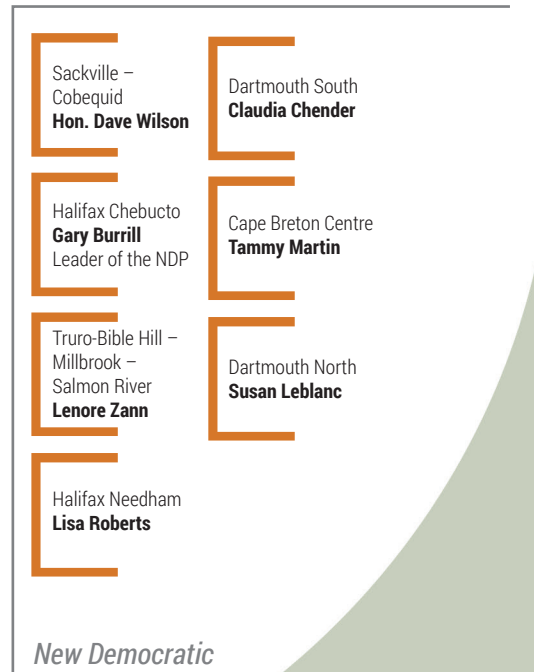 Sackville –
Cobequid
Hon. Dave Wilson
Halifax Chebucto
Gary Burrill
Leader of the NDP
Truro-Bible Hill –
Millbrook –
Salmon River
Lenore Zann
Halifax Needham
Lisa Roberts
Dartmouth South
Claudia Chender
Cape Breton Centre
Tammy Martin
Dartmouth North
Susan Leblanc
New Democratic